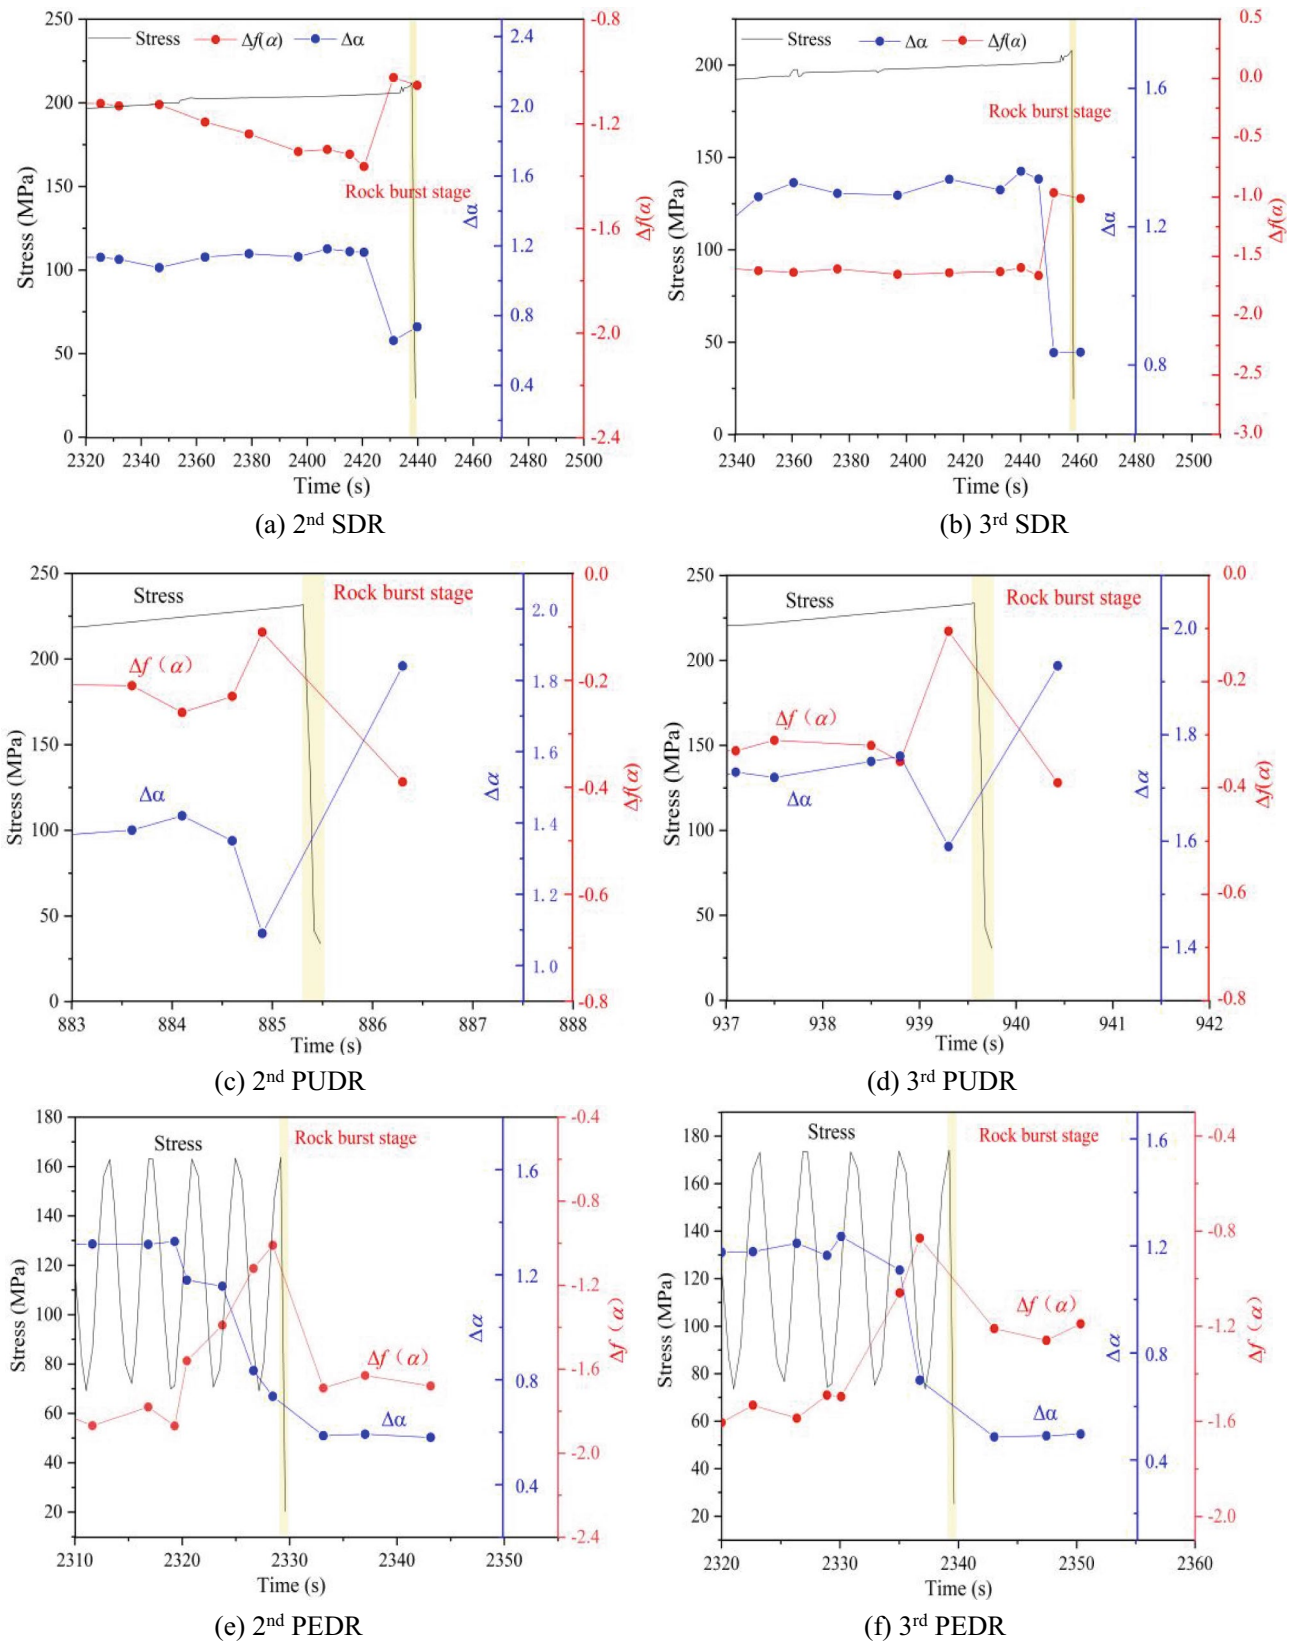 250
200
150
100
50
0
Stress (MPa)
Stress
Δf(α)
Δα
Rock burst stage
2.4
2.0
1.6
1.2
0.8
0.4
Δα
-0.8
-1.2
-1.6
-2.0
-2.4
Δf(α)
2320 2340 2360 2380 2400 2420 2440 2460 2480 2500
Time (s)
(a) 2nd SDR
200
150
100
50
0
Stress (MPa)
Stress
Δα
Δf(α)
Rock burst stage
1.6
1.2
0.8
Δα
0.5
0.0
-0.5
-1.0
-1.5
-2.0
-2.5
-3.0
Δf(α)
2340 2360 2380 2400 2420 2440 2460 2480 2500
Time (s)
(b) 3rd SDR
250
200
150
100
50
0
Stress (MPa)
Stress
Rock burst stage
Δf (α)
Δα
2.0
1.8
1.6
1.4
1.2
1.0
Δα
0.0
-0.2
-0.4
-0.6
-0.8
Δf(α)
883 884 885 886 887 888
Time (s)
(c) 2nd PUDR
250
200
150
100
50
0
Stress (MPa)
Stress
Rock burst stage
Δf (α)
Δα
2.0
1.8
1.6
1.4
Δα
0.0
-0.2
-0.4
-0.6
-0.8
Δf(α)
937 938 939 940 941 942
Time (s)
(d) 3rd PUDR
180
160
140
120
100
80
60
40
20
Stress (MPa)
Stress
Rock burst stage
Δf (α)
Δα
1.6
1.2
0.8
0.4
Δα
-0.4
-0.8
-1.2
-1.6
-2.0
-2.4
Δf (α)
2310 2320 2330 2340 2350
Time (s)
(e) 2nd PEDR
180
160
140
120
100
80
60
40
20
Stress (MPa)
Stress
Rock burst stage
Δf (α)
Δα
1.6
1.2
0.8
0.4
Δα
-0.4
-0.8
-1.2
-1.6
-2.0
Δf (α)
2320 2330 2340 2350 2360
Time (s)
(f) 3rd PEDR